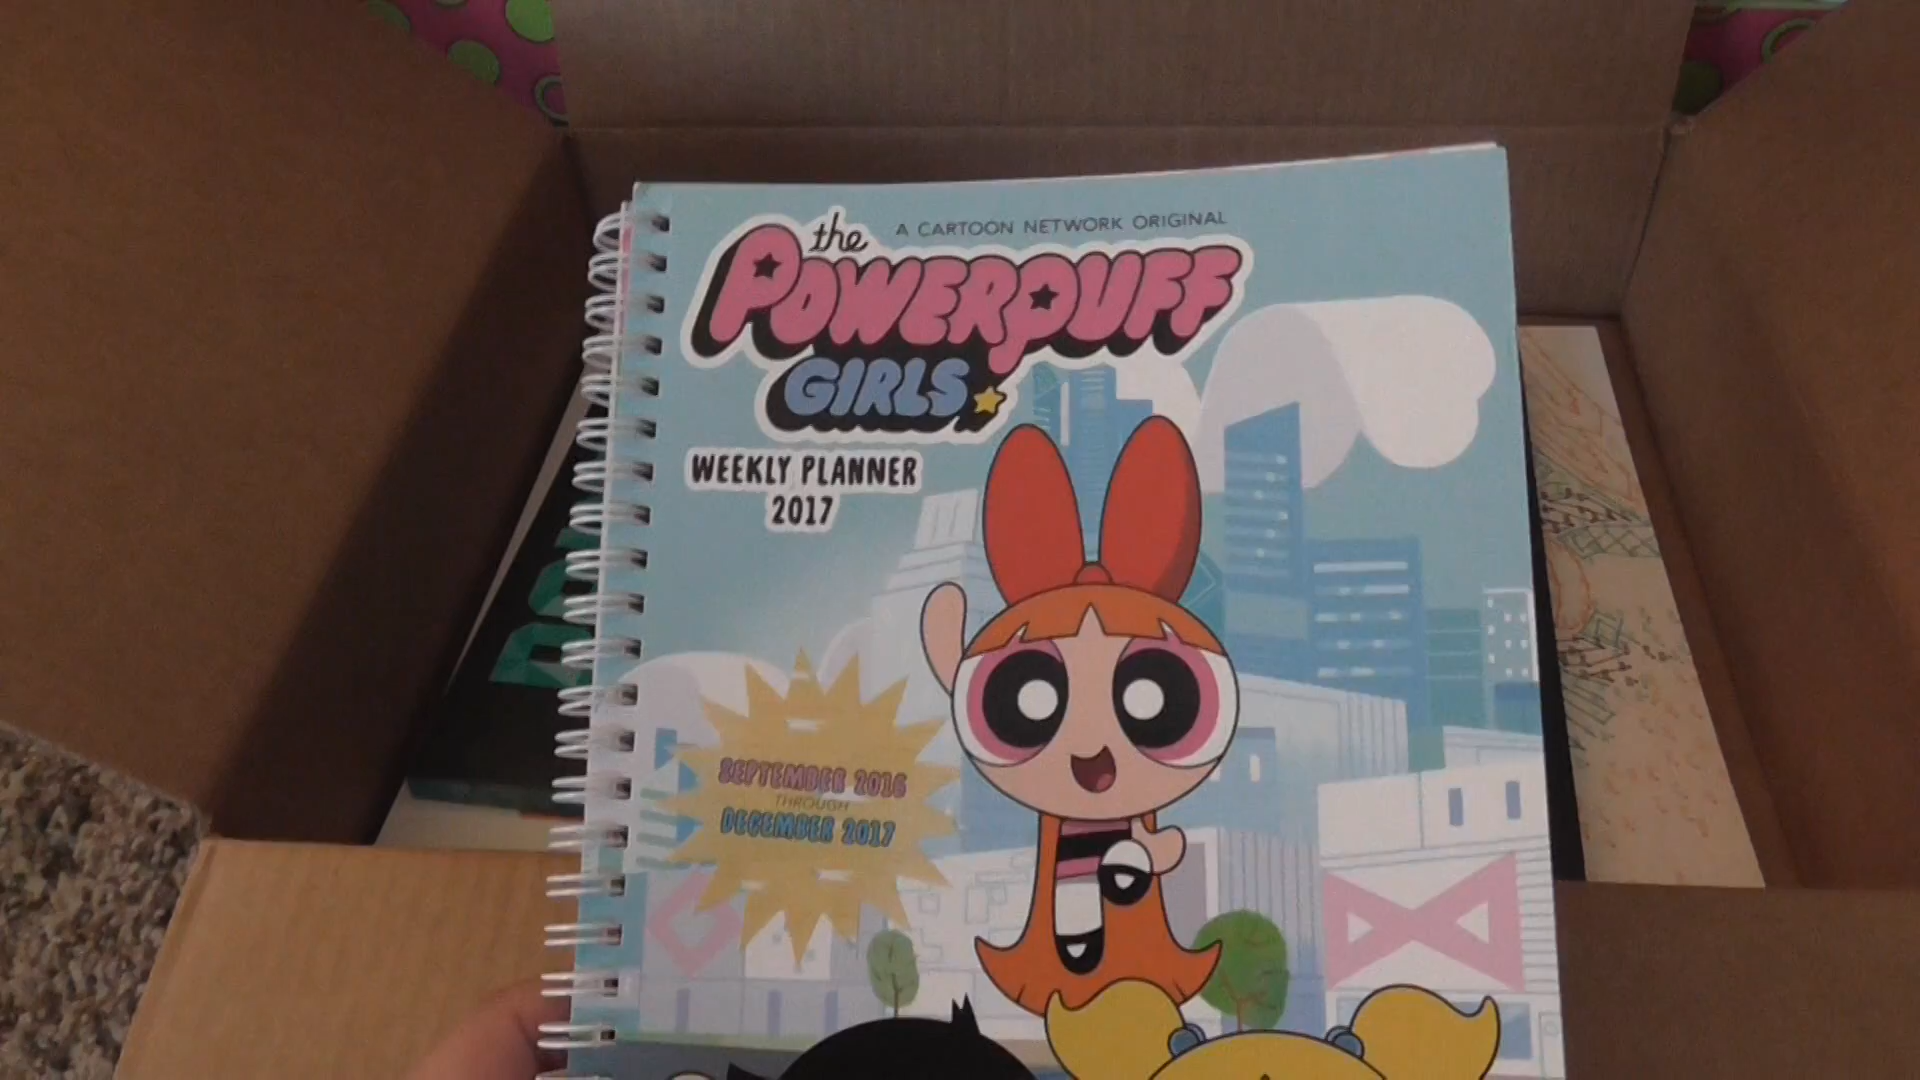 the
A CARTOON NETWORK ORIGINAL
POWERPUFF
GIRLS
WEEKLY PLANNER
2017
SEPTEMBER 2016
THROUGH
DECEMBER 2017